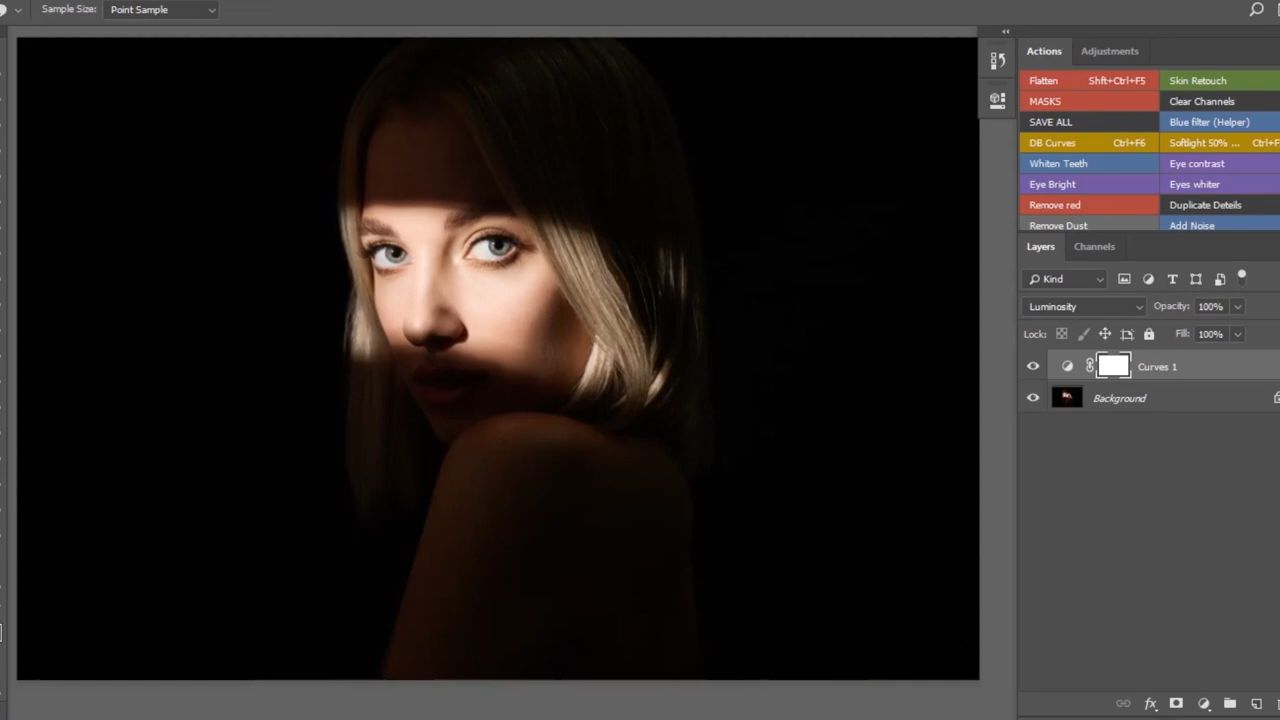 Sample Size: Point Sample
Actions Adjustments
Flatten Shft+Ctrl+F5 Skin Retouch
MASKS Clear Channels
SAVE ALL Blue filter (Helper)
DB Curves Ctrl+F6 Softlight 50% ... Ctrl+F
Whiten Teeth Eye contrast
Eye Bright Eyes whiter
Remove red Duplicate Deteils
Remove Dust Add Noise
Layers Channels
Kind
Luminosity Opacity: 100%
Lock: Fill: 100%
Curves 1
Background